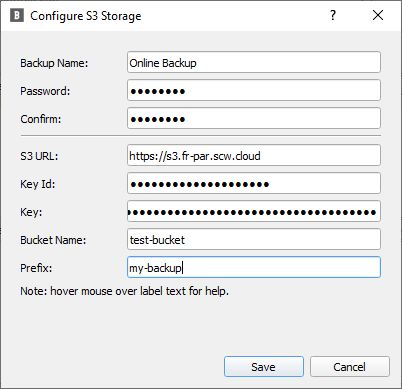 B Configure S3 Storage ?
Backup Name: Online Backup
Password: ●●●●●●●●
Confirm: ●●●●●●●●
S3 URL: https://s3.fr-par.scw.cloud
Key Id: ●●●●●●●●●●●●●●●●●●●●
Key: ●●●●●●●●●●●●●●●●●●●●●●●●●●●●●●●●●●●●
Bucket Name: test-bucket
Prefix: my-backup
Note: hover mouse over label text for help.
Save Cancel